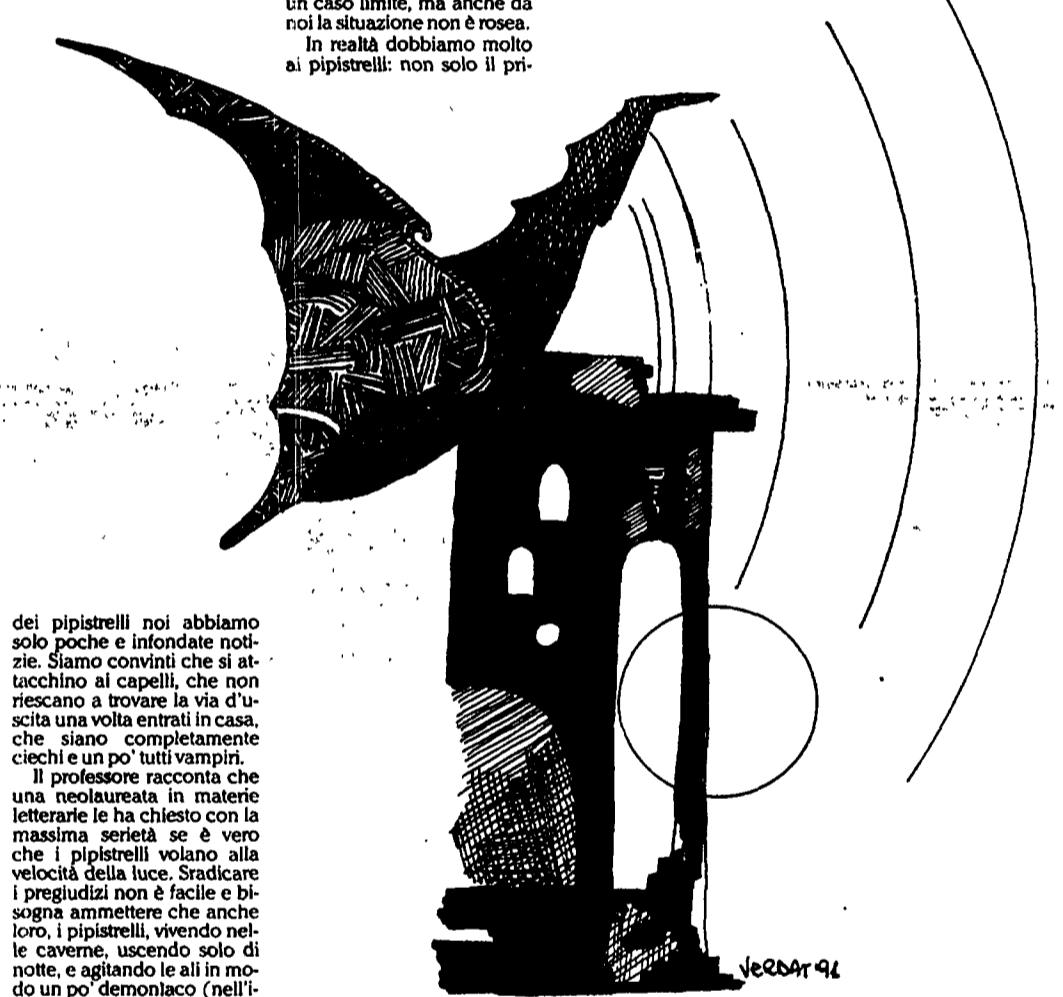 un caso limite, ma anche da
noi la situazione non è rosea.
In realtà dobbiamo molto
ai pipistrelli: non solo il pri-
dei pipistrelli noi abbiamo
solo poche e infondate noti-
zie. Siamo convinti che si at-
tacchino ai capelli, che non
riescano a trovare la via d'u-
scita una volta entrati in casa,
che siano completamente
ciechi e un po' tutti vampiri.
Il professore racconta che
una neolaureata in materie
letterarie le ha chiesto con la
massima serietà se è vero
che i pipistrelli volano alla
velocità della luce. Sradicare
i pregiudizi non è facile e bi-
sogna ammettere che anche
loro, i pipistrelli, vivendo nel-
le caverne, uscendo solo di
notte, e agitando le ali in mo-
do un po' demoniaco (nell'i-
VERDAT '91